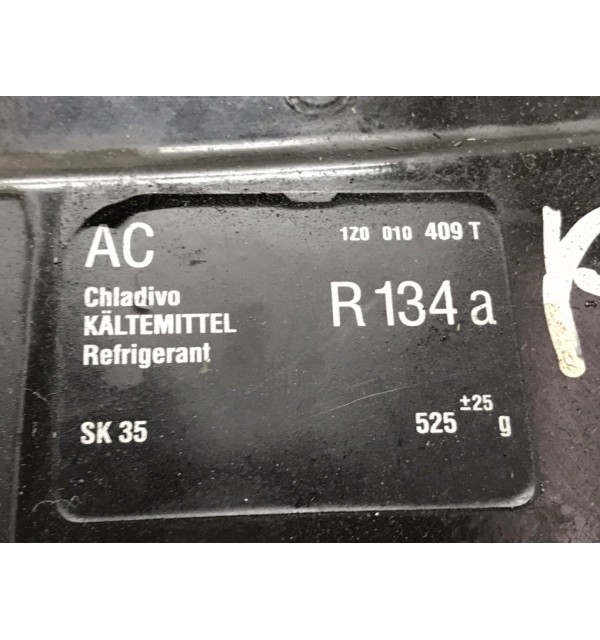 AC 1Z0 010 409 T
Chladivo
KÄLTEMITTEL R 134 a
Refrigerant
SK 35 525 ±25 g
K